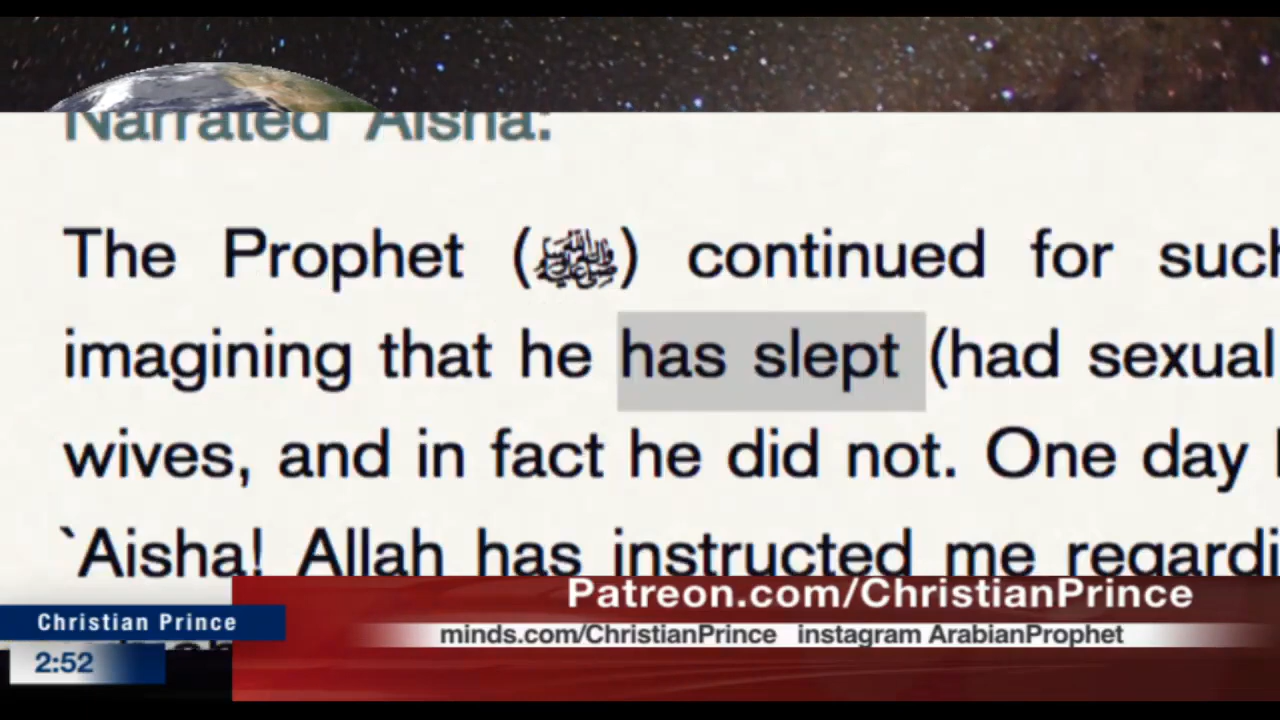 Narrated `Aisha:
The Prophet (ﷺ) continued for such
imagining that he has slept (had sexual
wives, and in fact he did not. One day
`Aisha! Allah has instructed me regardi
Patreon.com/ChristianPrince
Christian Prince
minds.com/ChristianPrince instagram ArabianProphet
2:52